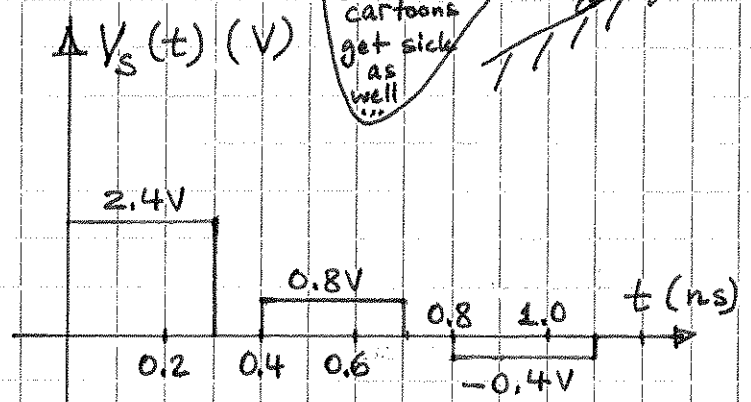 cartoons
get sick
as
well
...
V_s (t) (V)
2.4V
0.8V
0.8 1.0 t (ns)
0.2 0.4 0.6
-0.4V